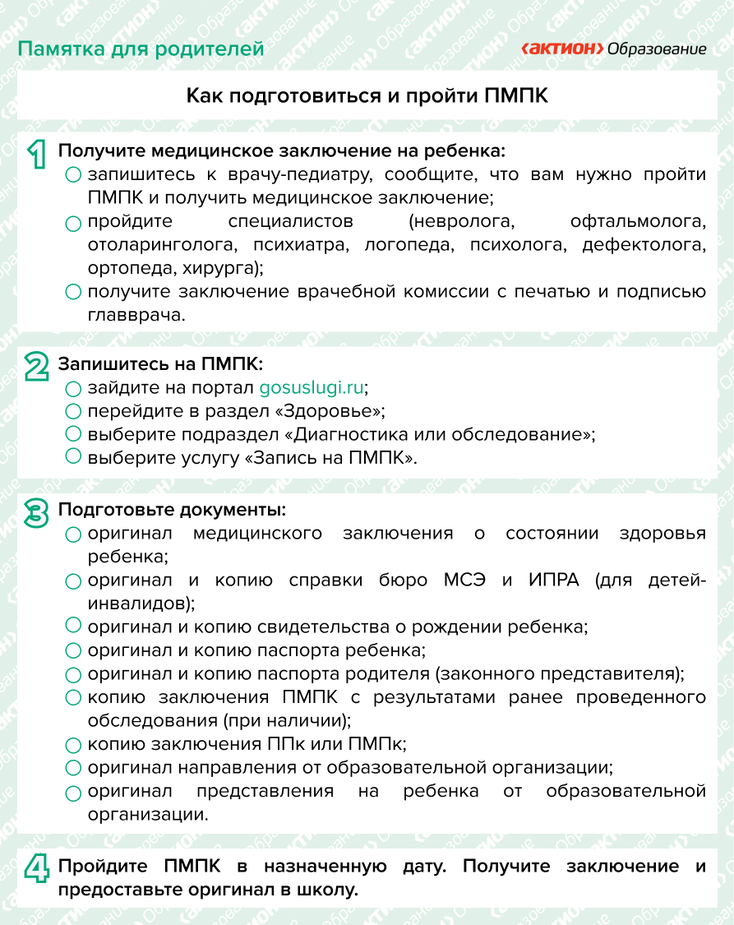 Памятка для родителей
‹актион› Образование
Как подготовиться и пройти ПМПК
1 Получите медицинское заключение на ребенка:
запишитесь к врачу-педиатру, сообщите, что вам нужно пройти
ПМПК и получить медицинское заключение;
пройдите специалистов (невролога, офтальмолога,
отоларинголога, психиатра, логопеда, психолога, дефектолога,
ортопеда, хирурга);
получите заключение врачебной комиссии с печатью и подписью
главврача.
2 Запишитесь на ПМПК:
зайдите на портал gosuslugi.ru;
перейдите в раздел «Здоровье»;
выберите подраздел «Диагностика или обследование»;
выберите услугу «Запись на ПМПК».
3 Подготовьте документы:
оригинал медицинского заключения о состоянии здоровья
ребенка;
оригинал и копию справки бюро МСЭ и ИПРА (для детей-
инвалидов);
оригинал и копию свидетельства о рождении ребенка;
оригинал и копию паспорта ребенка;
оригинал и копию паспорта родителя (законного представителя);
копию заключения ПМПК с результатами ранее проведенного
обследования (при наличии);
копию заключения ППк или ПМПк;
оригинал направления от образовательной организации;
оригинал представления на ребенка от образовательной
организации.
4 Пройдите ПМПК в назначенную дату. Получите заключение и
предоставьте оригинал в школу.